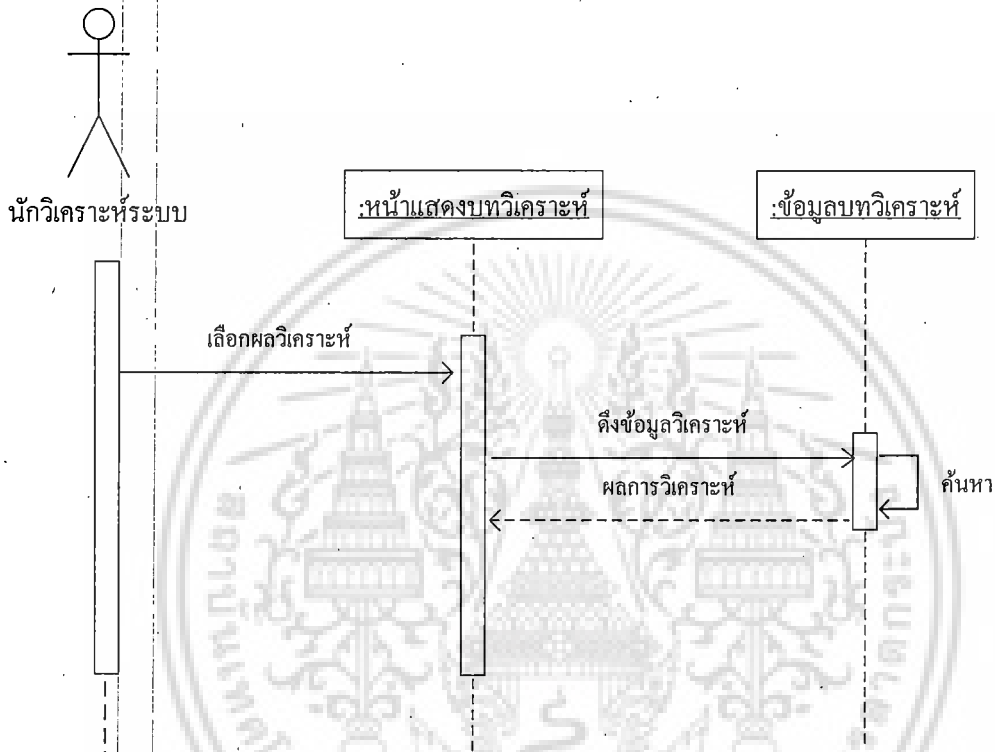 นักวิเคราะห์ระบบ
:หน้าแสดงบทวิเคราะห์
:ข้อมูลบทวิเคราะห์
เลือกผลวิเคราะห์
ดึงข้อมูลวิเคราะห์
ผลการวิเคราะห์
ค้นหา